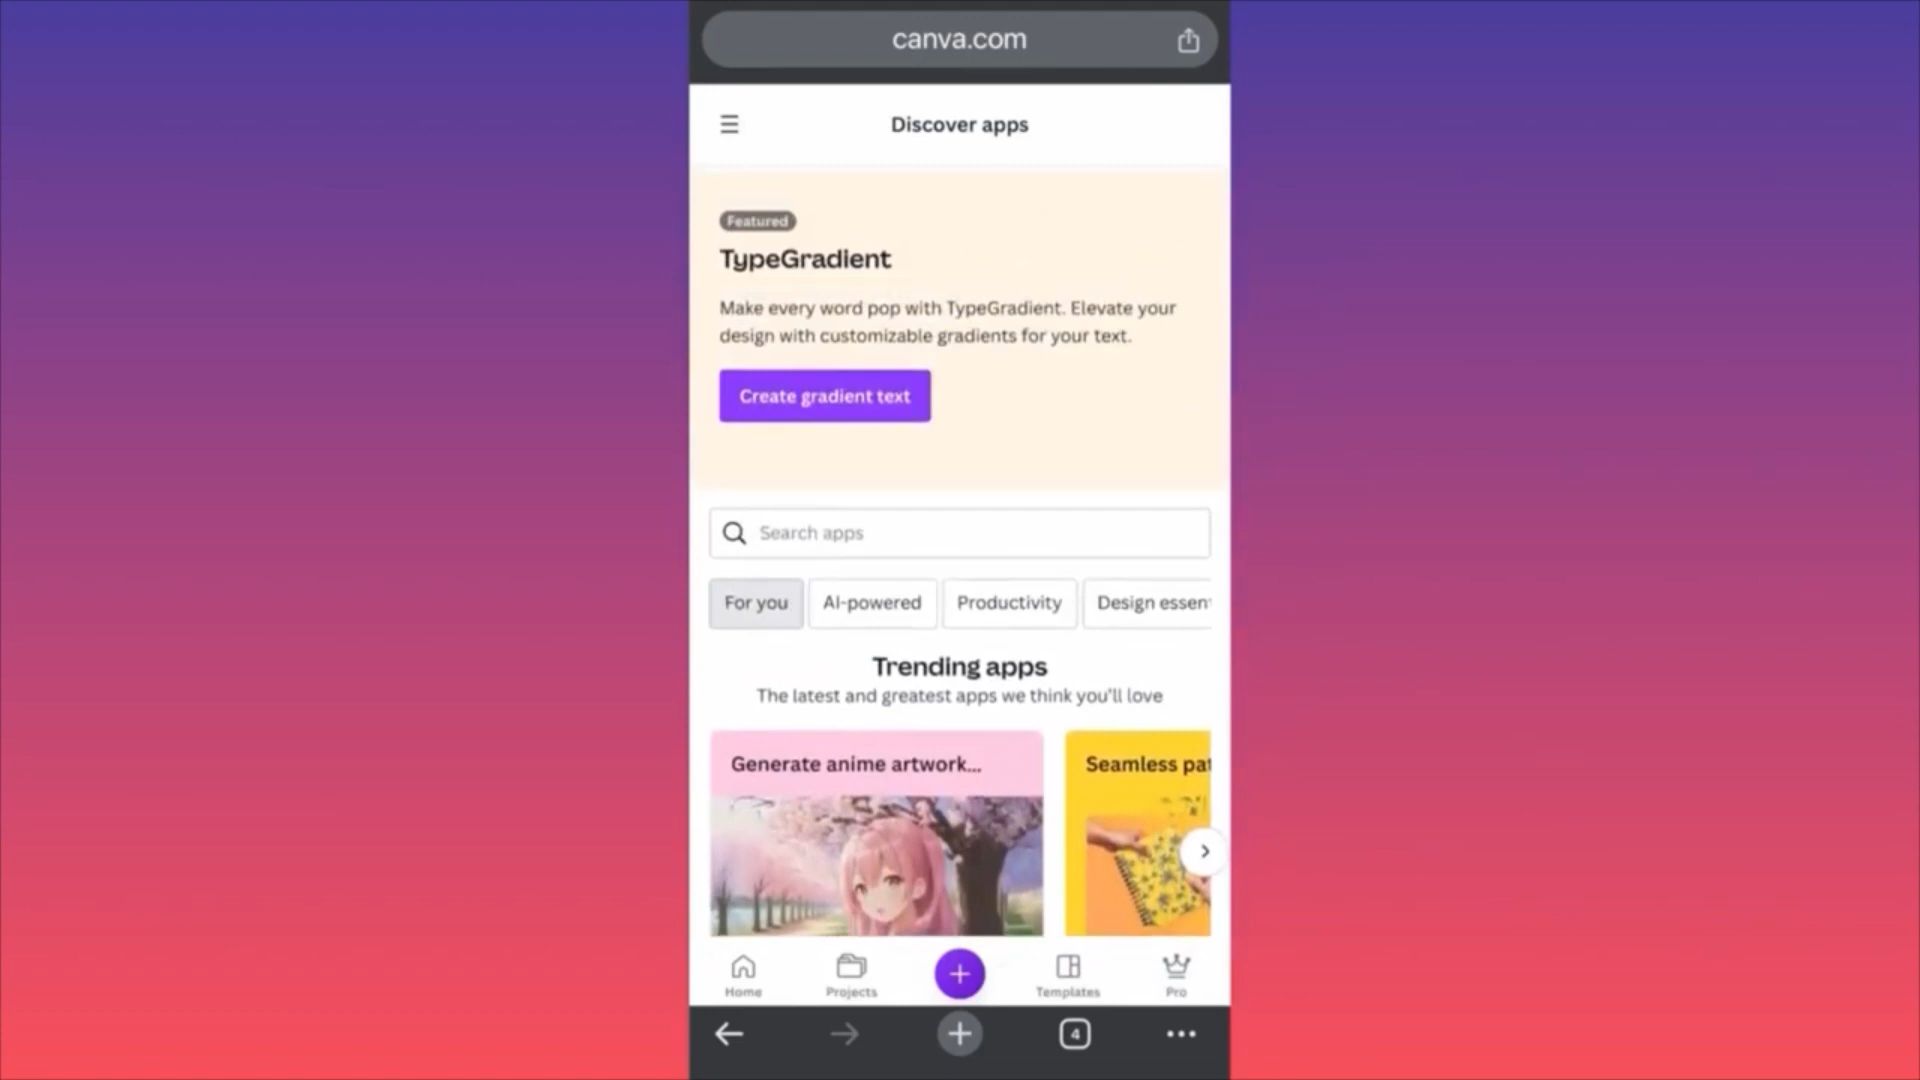 canva.com
Discover apps
Featured
TypeGradient
Make every word pop with TypeGradient. Elevate your
design with customizable gradients for your text.
Create gradient text
Search apps
For you
AI-powered
Productivity
Design essen
Trending apps
The latest and greatest apps we think you'll love
Generate anime artwork...
Seamless pat
Home
Projects
Templates
Pro
4